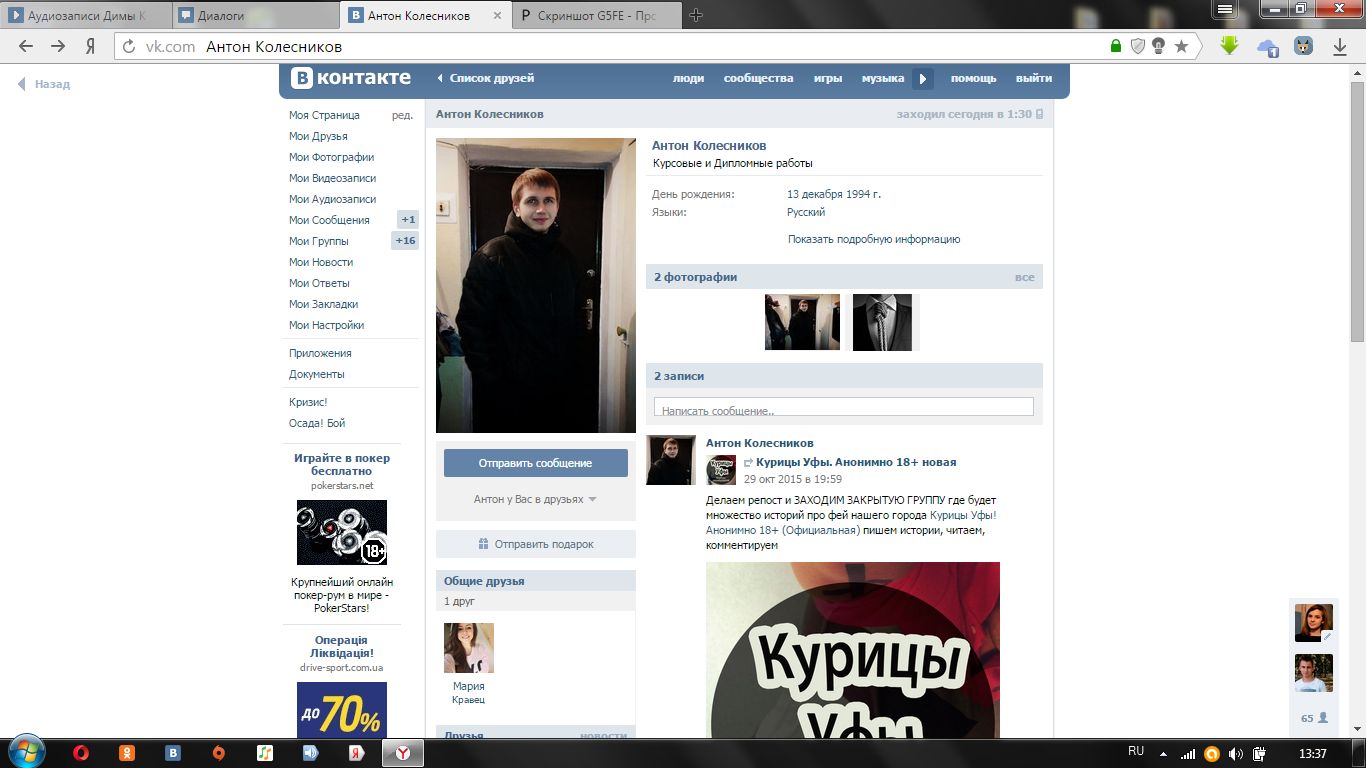 Аудиозаписи Димы К
Диалоги
Антон Колесников
Скриншот G5FE - Прс
vk.com Антон Колесников
Назад
В контакте
Список друзей
люди сообщества игры музыка помощь выйти
Моя Страница ред.
Мои Друзья
Мои Фотографии
Мои Видеозаписи
Мои Аудиозаписи
Мои Сообщения +1
Мои Группы +16
Мои Новости
Мои Ответы
Мои Закладки
Мои Настройки
Приложения
Документы
Кризис!
Осада! Бой
Играйте в покер
бесплатно
pokerstars.net
18+
Крупнейший онлайн
покер-рум в мире -
PokerStars!
Операція
Ліквідація!
drive-sport.com.ua
до 70%
Антон Колесников
заходил сегодня в 1:30
Отправить сообщение
Антон у Вас в друзьях
Отправить подарок
Общие друзья
1 друг
Мария
Кравец
Друзья новости
Антон Колесников
Курсовые и Дипломные работы
День рождения: 13 декабря 1994 г.
Языки: Русский
Показать подробную информацию
2 фотографии все
2 записи
Написать сообщение..
Антон Колесников
Курицы Уфы. Анонимно 18+ новая
29 окт 2015 в 19:59
Делаем репост и ЗАХОДИМ ЗАКРЫТУЮ ГРУППУ где будет
множество историй про фей нашего города Курицы Уфы!
Анонимно 18+ (Официальная) пишем истории, читаем,
комментируем
Курицы
Уфы
65
RU
13:37